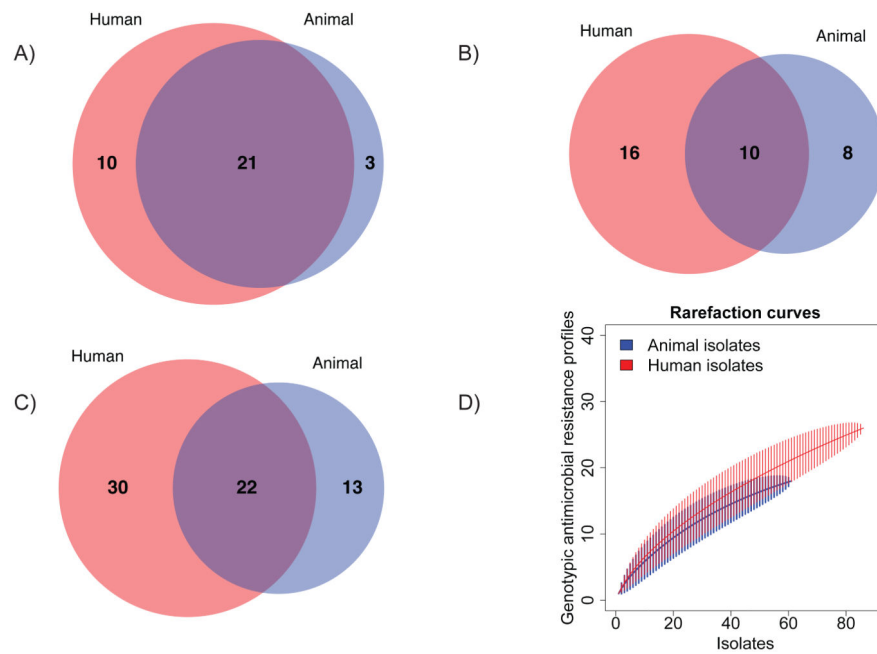 A)
Human
Animal
10
21
3
B)
Human
Animal
16
10
8
C)
Human
Animal
30
22
13
D)
Rarefaction curves
Animal isolates
Human isolates
Genotypic antimicrobial resistance profiles
40
30
20
10
0
0 20 40 60 80
Isolates